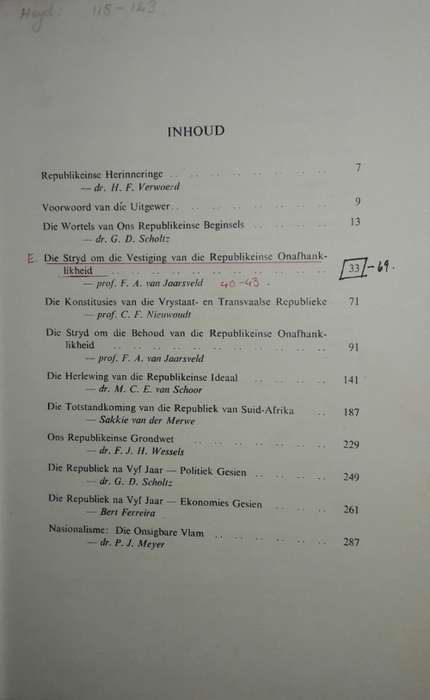 Heyd: 115-163
INHOUD
Republikeinse Herinneringe .. .. .. .. .. .. .. .. 7
— dr. H. F. Verwoerd
Voorwoord van die Uitgewer.. .. .. .. .. .. .. .. 9
Die Wortels van Ons Republikeinse Beginsels .. .. .. .. 13
— dr. G. D. Scholtz
E. Die Stryd om die Vestiging van die Republikeinse Onafhank-
likheid .. .. .. .. .. .. .. .. .. .. 33 -69.
— prof. F. A. van Jaarsveld 40-43.
Die Konstitusies van die Vrystaat- en Transvaalse Republieke 71
— prof. C. F. Nieuwoudt
Die Stryd om die Behoud van die Republikeinse Onafhank-
likheid .. .. .. .. .. .. .. .. .. .. 91
— prof. F. A. van Jaarsveld
Die Herlewing van die Republikeinse Ideaal .. .. .. .. 141
— dr. M. C. E. van Schoor
Die Totstandkoming van die Republiek van Suid-Afrika .. 187
— Sakkie van der Merwe
Ons Republikeinse Grondwet .. .. .. .. .. .. .. 229
— dr. F. J. H. Wessels
Die Republiek na Vyf Jaar — Politiek Gesien .. .. .. .. 249
— dr. G. D. Scholtz
Die Republiek na Vyf Jaar — Ekonomies Gesien .. .. .. 261
— Bert Ferreira
Nasionalisme: Die Onsigbare Vlam .. .. .. .. .. .. 287
— dr. P. J. Meyer